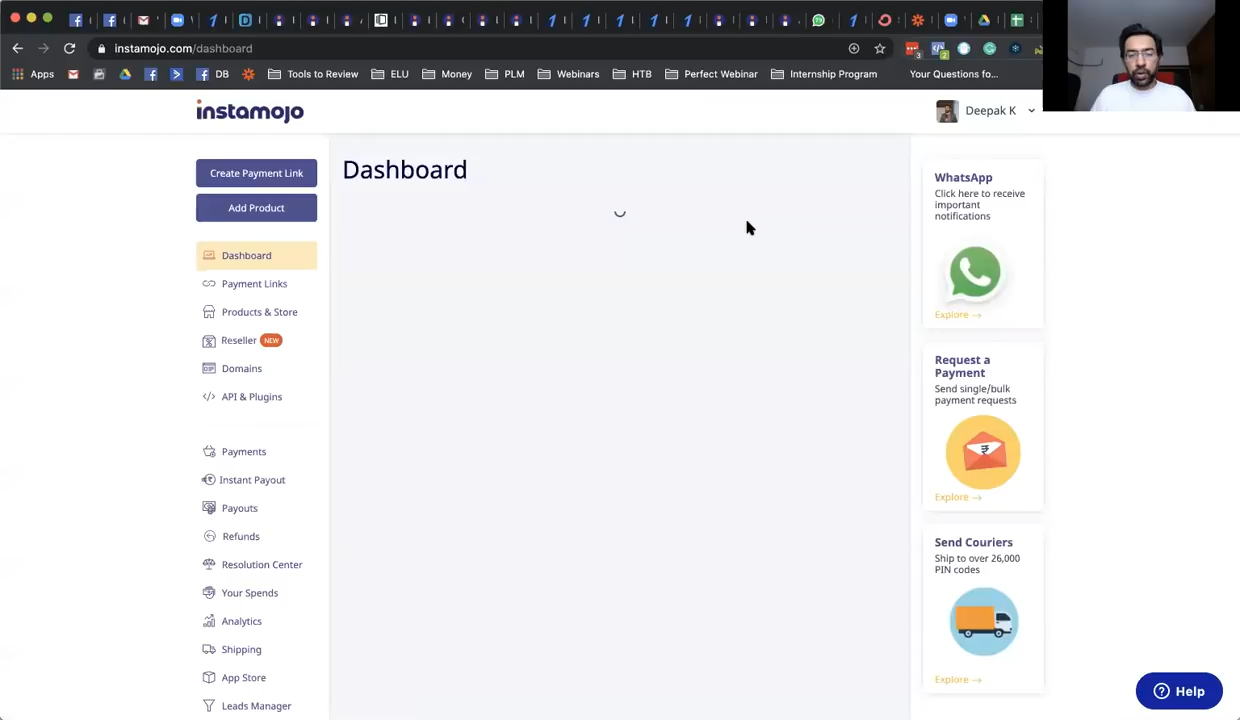 instamojo.com/dashboard
3
2
Apps
DB
Tools to Review
ELU
Money
PLM
Webinars
HTB
Perfect Webinar
Internship Program
Your Questions fo...
instamojo
Deepak K
Create Payment Link
Add Product
Dashboard
Payment Links
Products & Store
Reseller NEW
Domains
API & Plugins
Payments
Instant Payout
Payouts
Refunds
Resolution Center
Your Spends
Analytics
Shipping
App Store
Leads Manager
Dashboard
WhatsApp
Click here to receive
important
notifications
Explore →
Request a
Payment
Send single/bulk
payment requests
Explore →
Send Couriers
Ship to over 26,000
PIN codes
Explore →
Help